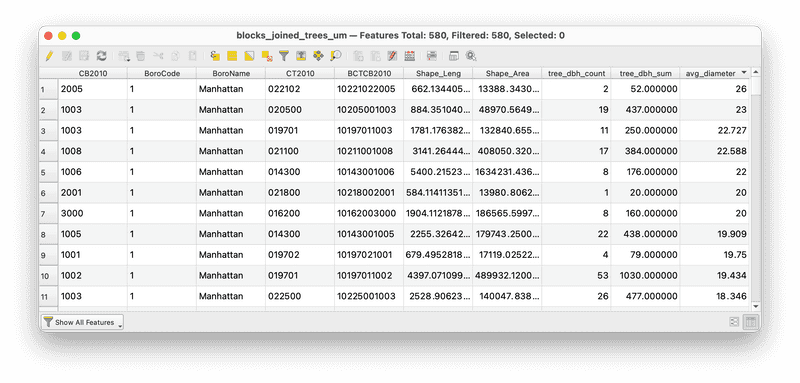 blocks_joined_trees_um — Features Total: 580, Filtered: 580, Selected: 0
CB2010 BoroCode BoroName CT2010 BCTCB2010 Shape_Leng Shape_Area tree_dbh_count tree_dbh_sum avg_diameter
1 2005 1 Manhattan 022102 10221022005 662.134405... 13388.3430... 2 52.000000 26
2 1003 1 Manhattan 020500 10205001003 884.351040... 48970.5649... 19 437.000000 23
3 1003 1 Manhattan 019701 10197011003 1781.176382... 132840.655... 11 250.000000 22.727
4 1008 1 Manhattan 021100 10211001008 3141.26444... 408050.320... 17 384.000000 22.588
5 1006 1 Manhattan 014300 10143001006 5400.21523... 1634231.436... 8 176.000000 22
6 2001 1 Manhattan 021800 10218002001 584.11411351... 13980.8062... 1 20.000000 20
7 3000 1 Manhattan 016200 10162003000 1904.1121878... 186565.5997... 8 160.000000 20
8 1005 1 Manhattan 014300 10143001005 2255.32642... 179743.2500... 22 438.000000 19.909
9 1001 1 Manhattan 019702 10197021001 679.4952818... 17119.02522... 4 79.000000 19.75
10 1002 1 Manhattan 019701 10197011002 4397.071099... 489932.1200... 53 1030.000000 19.434
11 1003 1 Manhattan 022500 10225001003 2528.90623... 140047.838... 26 477.000000 18.346
Show All Features